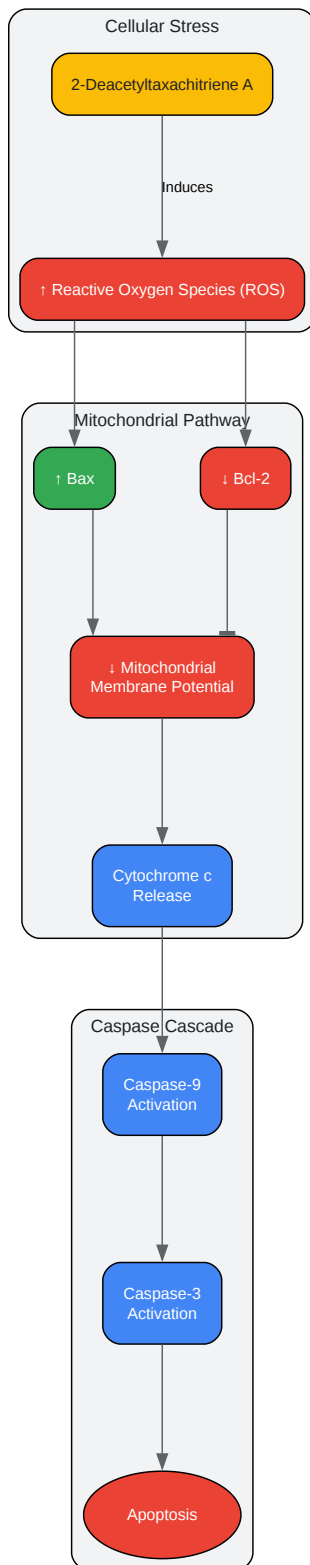 Cellular Stress
2-Deacetyltaxachitriene A
Induces
↑ Reactive Oxygen Species (ROS)
Mitochondrial Pathway
↑ Bax
↓ Bcl-2
↓ Mitochondrial
Membrane Potential
Cytochrome c
Release
Caspase Cascade
Caspase-9
Activation
Caspase-3
Activation
Apoptosis